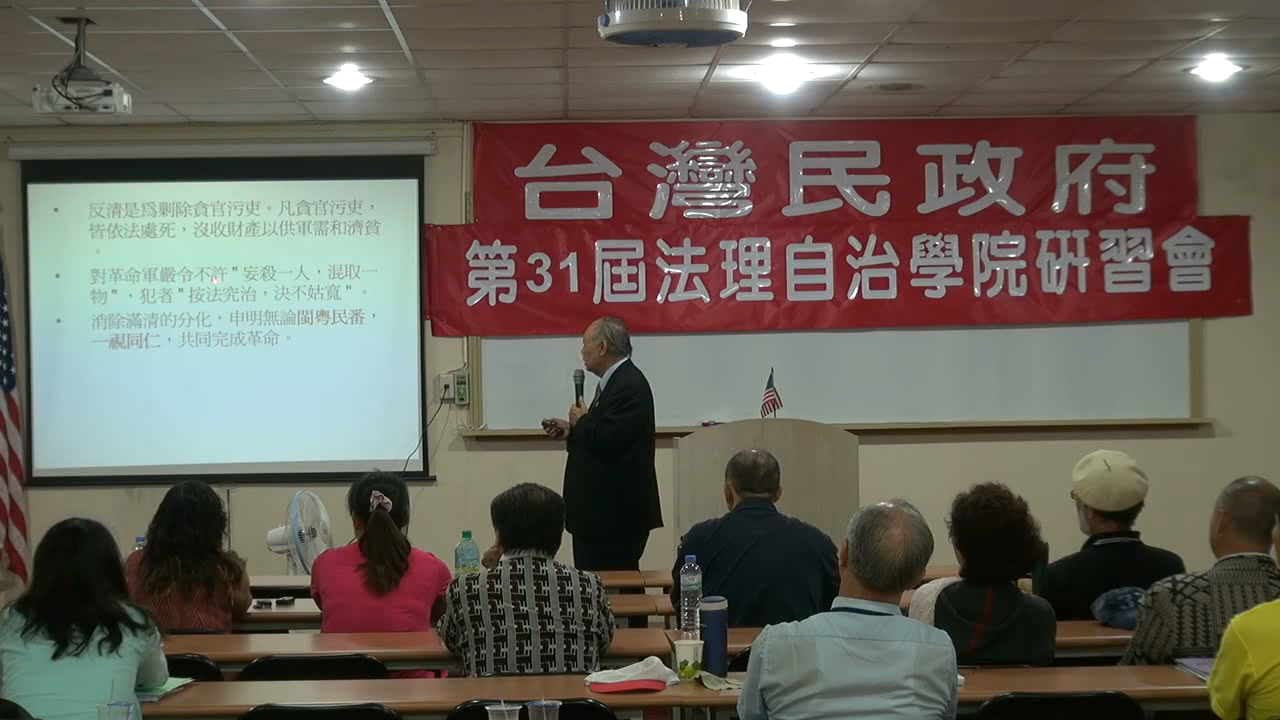 台灣民政府
第31屆法理自治學院研習會
• 反清是爲剿除貪官污吏。凡貪官污吏，
皆依法處死，沒收財產以供軍需和濟貧
。
• 對革命軍嚴令不許"妄殺一人，混取一
物"，犯者"按法究治，決不姑寬"。
• 消除滿清的分化，申明無論閩粵民番，
一視同仁，共同完成革命。